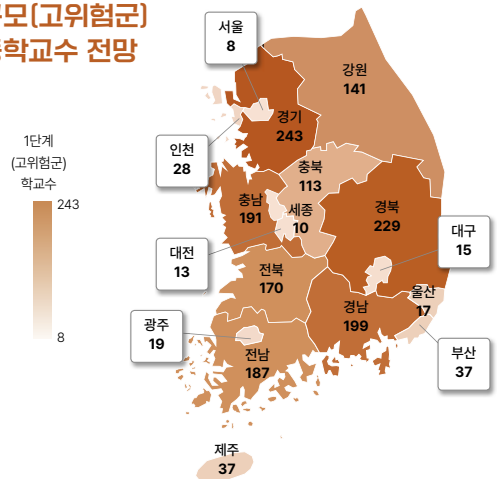 모(고위험군)
학교수 전망
서울
8
강원
141
경기
243
1단계
(고위험군)
학교수
243
8
인천
28
충북
113
충남
191
세종
10
경북
229
대구
15
대전
13
전북
170
울산
17
경남
199
광주
19
전남
187
부산
37
제주
37